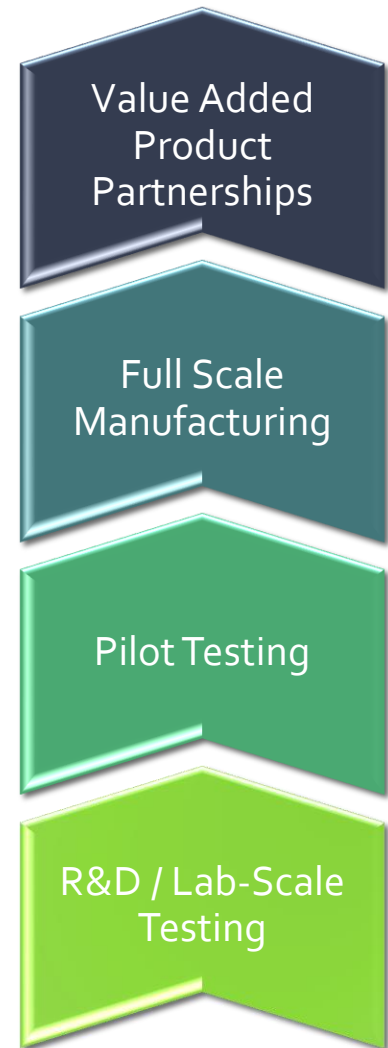 Value Added
Product
Partnerships
Full Scale
Manufacturing
Pilot Testing
R&D / Lab-Scale
Testing